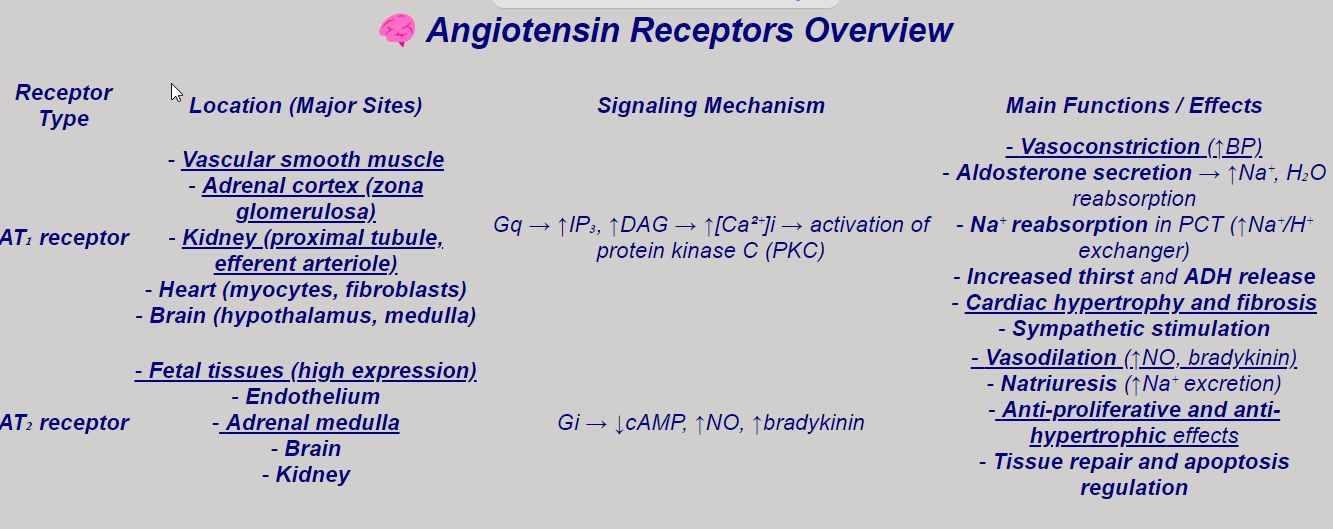 🧠 Angiotensin Receptors Overview
Receptor Type
Location (Major Sites)
Signaling Mechanism
Main Functions / Effects
AT₁ receptor
- Vascular smooth muscle
- Adrenal cortex (zona
glomerulosa)
- Kidney (proximal tubule,
efferent arteriole)
- Heart (myocytes, fibroblasts)
- Brain (hypothalamus, medulla)
Gq → ↑IP₃, ↑DAG → ↑[Ca²⁺]i → activation of
protein kinase C (PKC)
- Vasoconstriction (↑BP)
- Aldosterone secretion → ↑Na⁺, H₂O
reabsorption
- Na⁺ reabsorption in PCT (↑Na⁺/H⁺
exchanger)
- Increased thirst and ADH release
- Cardiac hypertrophy and fibrosis
- Sympathetic stimulation
AT₂ receptor
- Fetal tissues (high expression)
- Endothelium
- Adrenal medulla
- Brain
- Kidney
Gi → ↓cAMP, ↑NO, ↑bradykinin
- Vasodilation (↑NO, bradykinin)
- Natriuresis (↑Na⁺ excretion)
- Anti-proliferative and anti-
hypertrophic effects
- Tissue repair and apoptosis
regulation